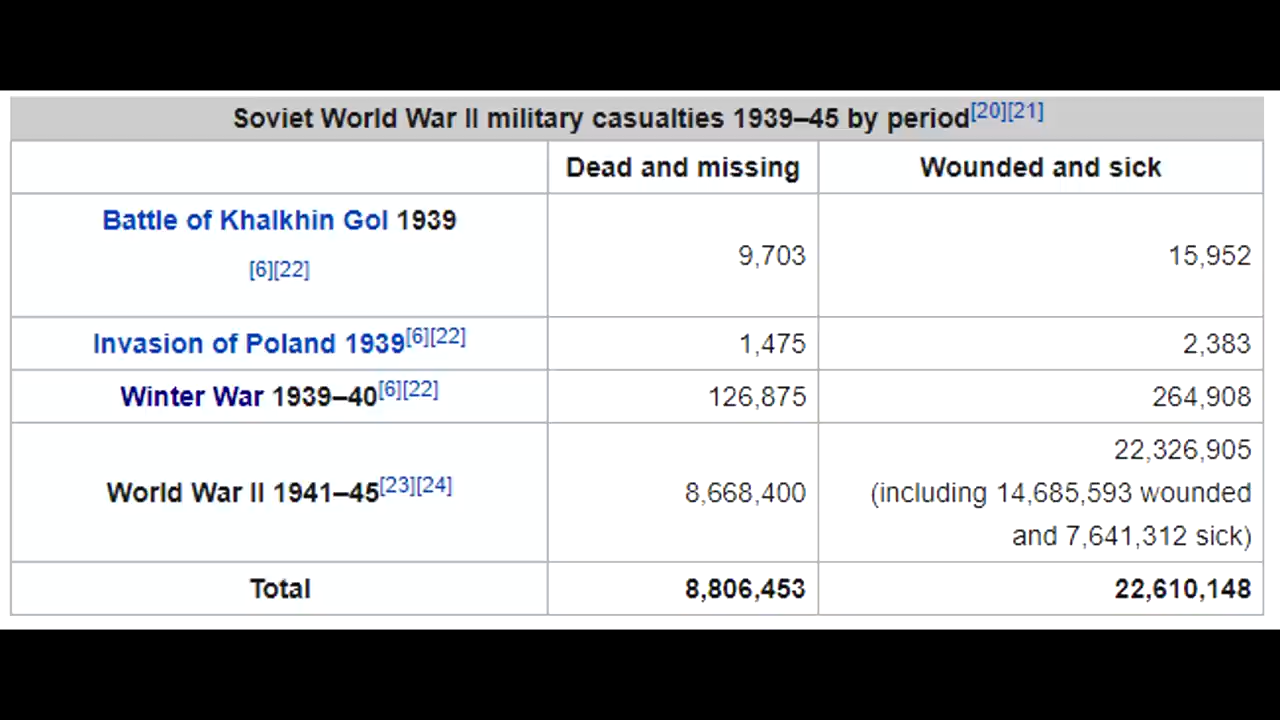 Soviet World War II military casualties 1939–45 by period[20][21]
Dead and missing Wounded and sick
Battle of Khalkhin Gol 1939
[6][22]
9,703 15,952
Invasion of Poland 1939[6][22] 1,475 2,383
Winter War 1939–40[6][22] 126,875 264,908
22,326,905
World War II 1941–45[23][24] 8,668,400 (including 14,685,593 wounded
and 7,641,312 sick)
Total 8,806,453 22,610,148